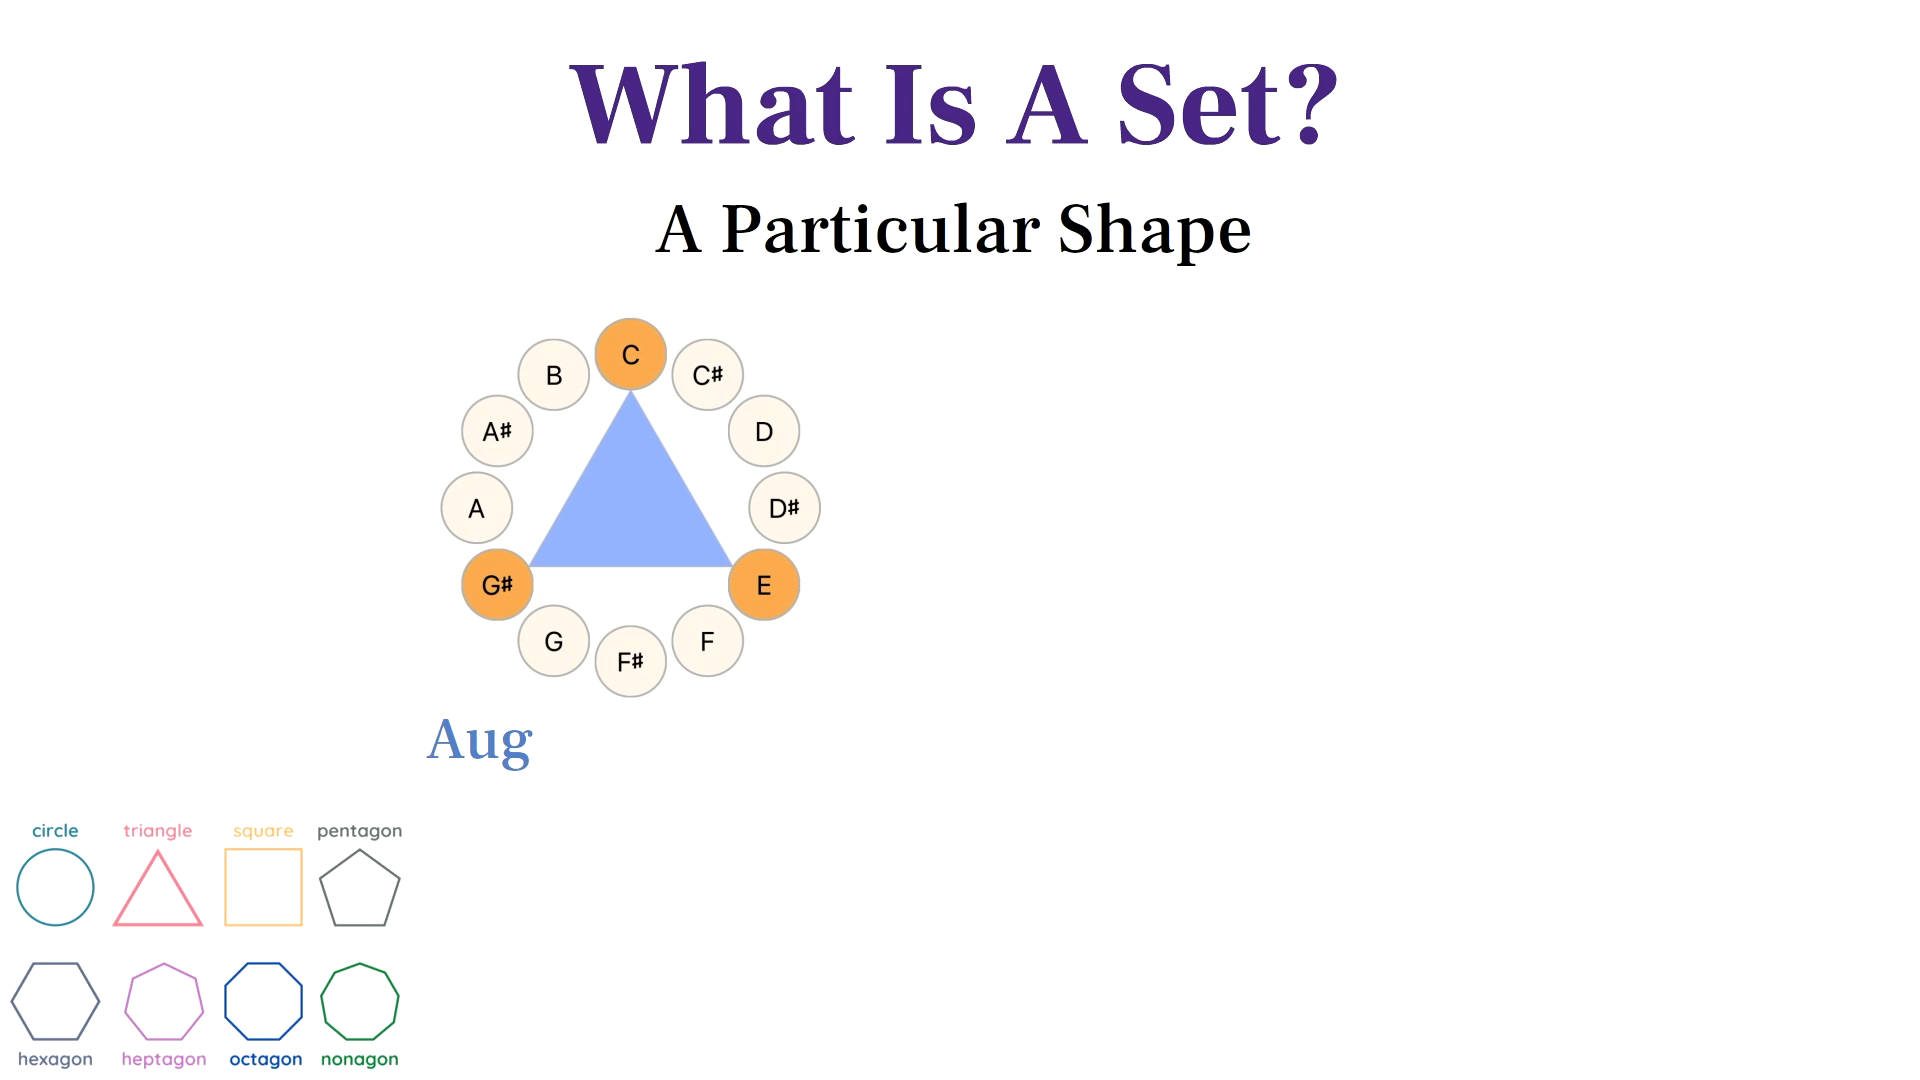 What Is A Set?
A Particular Shape
C
B
C#
A#
D
A
D#
G#
E
G
F
F#
Aug
circle triangle square pentagon
hexagon heptagon octagon nonagon